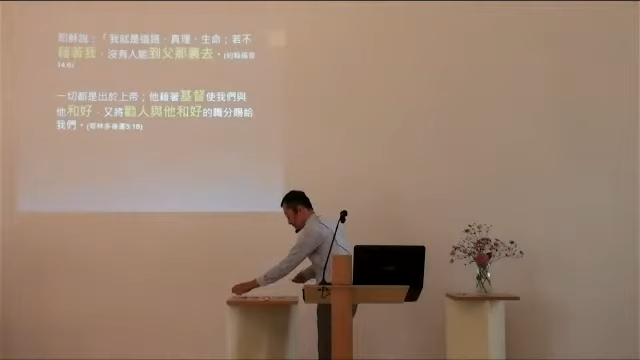 耶穌說：「我就是道路、真理、生命；若不
藉著我，沒有人能到父那裏去。(約翰福音
14:6)
一切都是出於上帝；他藉著基督使我們與
他和好，又將勸人與他和好的職分賜給
我們。(哥林多後書5:18)